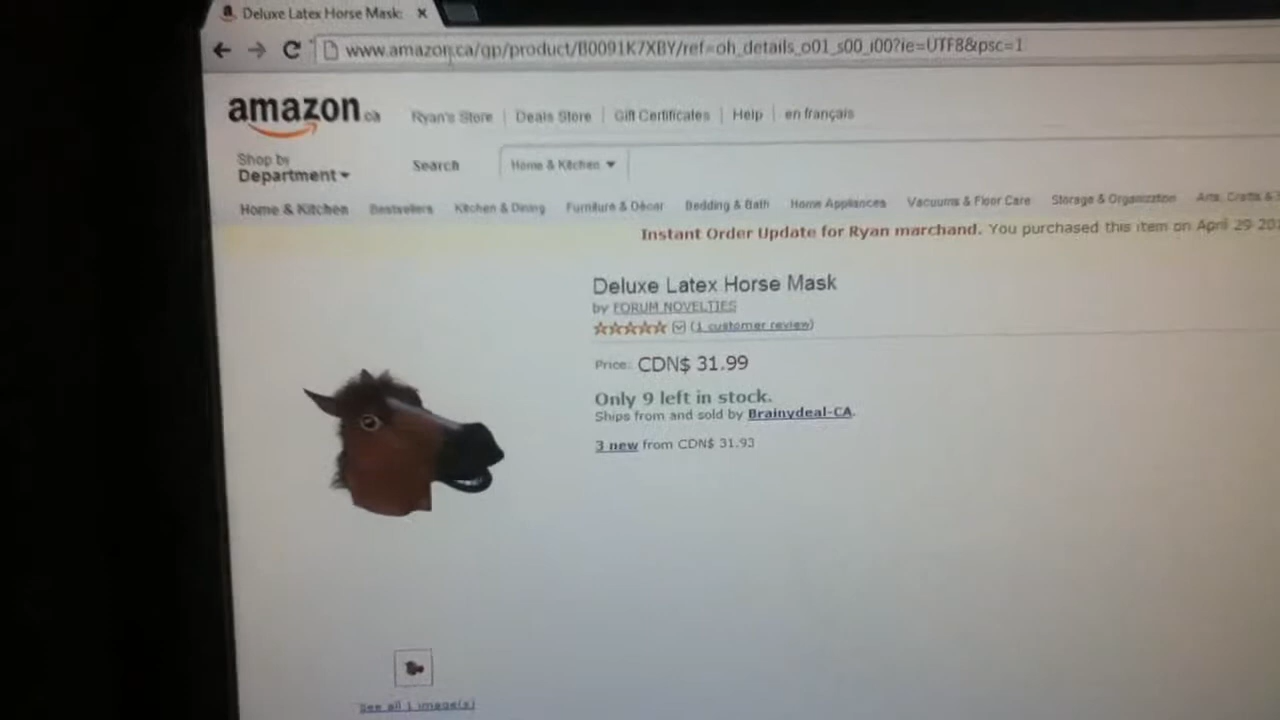 Deluxe Latex Horse Mask:
www.amazon.ca/gp/product/B0091K7XBY/ref=oh_details_o01_s00_i00?ie=UTF8&psc=1
amazon.ca Ryan's Store Deals Store Gift Certificates Help en français
Shop by
Department
Search Home & Kitchen
Home & Kitchen Bestsellers Kitchen & Dining Furniture & Décor Bedding & Bath Home Appliances Vacuums & Floor Care Storage & Organization Arts, Crafts &
Instant Order Update for Ryan marchand. You purchased this item on April 29
Deluxe Latex Horse Mask
by FORUM NOVELTIES
(1 customer review)
Price: CDN$ 31.99
Only 9 left in stock.
Ships from and sold by Brainydeal-CA.
3 new from CDN$ 31.93
See all 1 image(s)